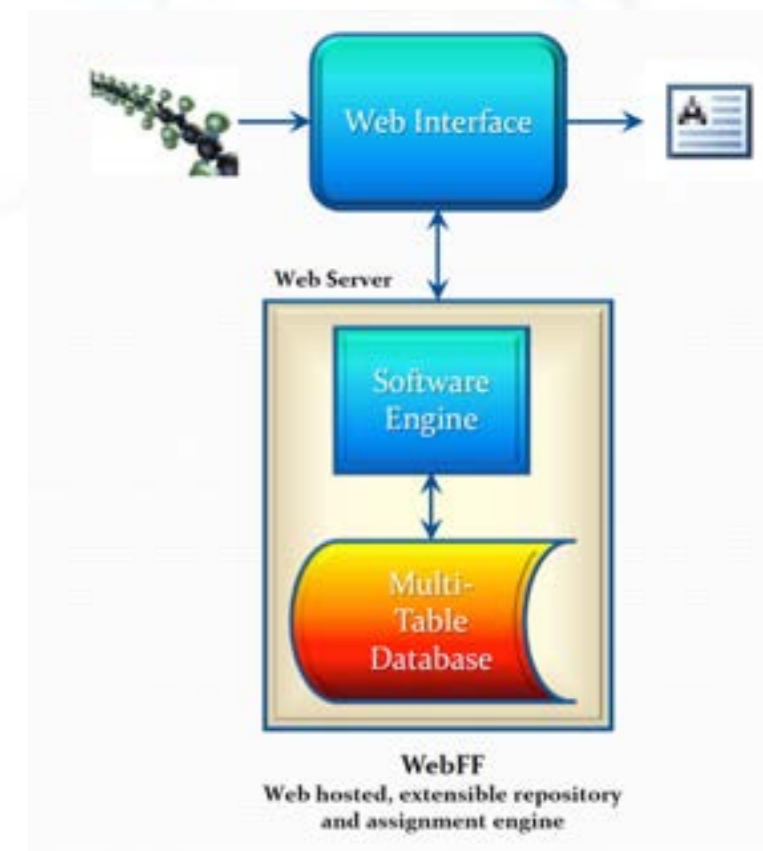 Web Interface
A
Web Server
Software
Engine
Multi-
Table
Database
WebFF
Web hosted, extensible repository
and assignment engine